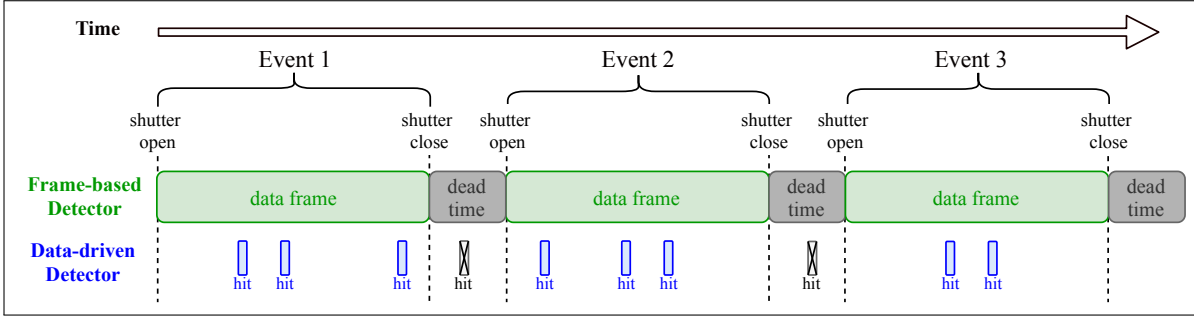 Time
Event 1
Event 2
Event 3
shutter
open
shutter
close
shutter
open
shutter
close
shutter
open
shutter
close
Frame-based
Detector
data frame
dead
time
data frame
dead
time
data frame
dead
time
Data-driven
Detector
hit
hit
hit
hit
hit
hit
hit
hit
hit
hit